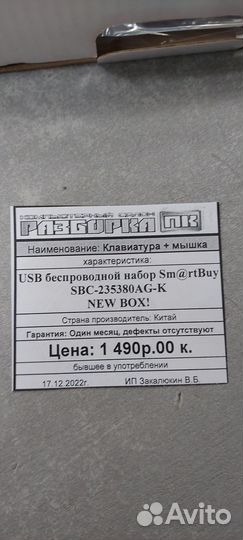 КОМПЬЮТЕРНЫЙ САЛОН
РАЗБОРКА ПК
Наименование: Клавиатура + мышка
характеристика:
USB беспроводной набор Sm@rtBuy
SBC-235380AG-K
NEW BOX!
Страна производитель: Китай
Гарантия: Один месяц, дефекты отсутствуют
Цена: 1 490р.00 к.
бывшее в употреблении
17.12.2022г. ИП Закалюкин В.Б.
Avito